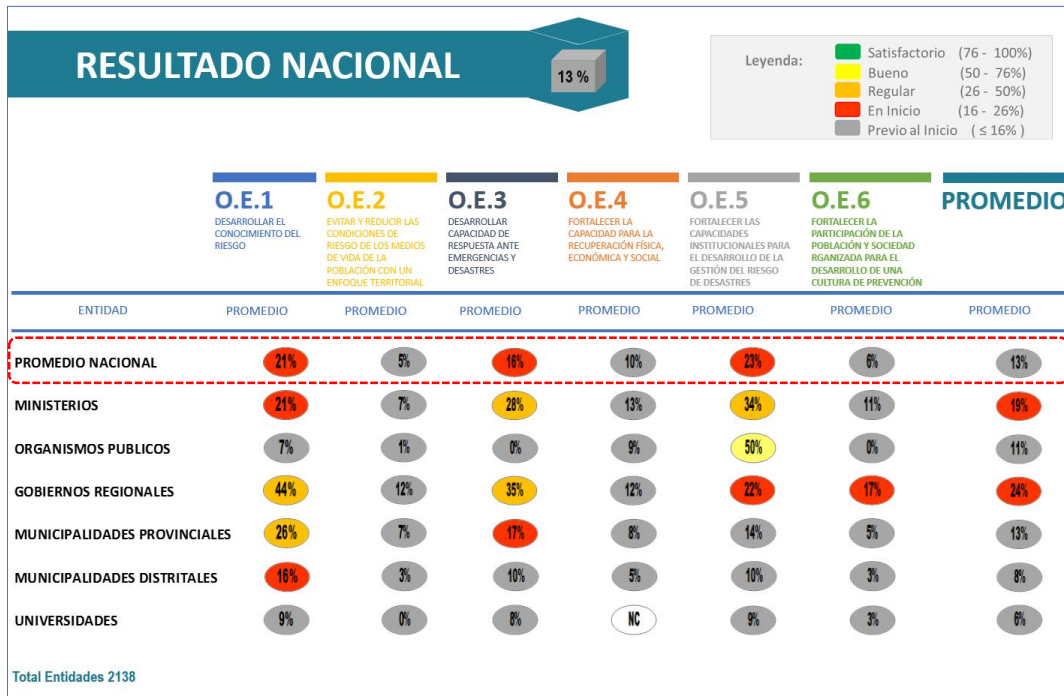 RESULTADO NACIONAL
13 %
Leyenda:
Satisfactorio (76 - 100%)
Bueno (50 - 76%)
Regular (26 - 50%)
En Inicio (16 - 26%)
Previo al Inicio ( ≤ 16% )
O.E.1
DESARROLLAR EL
CONOCIMIENTO DEL
RIESGO
O.E.2
EVITAR Y REDUCIR LAS
CONDICIONES DE
RIESGO DE LOS MEDIOS
DE VIDA DE LA
POBLACIÓN CON UN
ENFOQUE TERRITORIAL
O.E.3
DESARROLLAR
CAPACIDAD DE
RESPUESTA ANTE
EMERGENCIAS Y
DESASTRES
O.E.4
FORTALECER LA
CAPACIDAD PARA LA
RECUPERACIÓN FÍSICA,
ECONÓMICA Y SOCIAL
O.E.5
FORTALECER LAS
CAPACIDADES
INSTITUCIONALES PARA
EL DESARROLLO DE LA
GESTIÓN DEL RIESGO
DE DESASTRES
O.E.6
FORTALECER LA
PARTICIPACIÓN DE LA
POBLACIÓN Y SOCIEDAD
RGANIZADA PARA EL
DESARROLLO DE UNA
CULTURA DE PREVENCIÓN
PROMEDIO
ENTIDAD PROMEDIO PROMEDIO PROMEDIO PROMEDIO PROMEDIO PROMEDIO PROMEDIO
PROMEDIO NACIONAL 21% 5% 16% 10% 23% 6% 13%
MINISTERIOS 21% 7% 28% 13% 34% 11% 19%
ORGANISMOS PUBLICOS 7% 1% 0% 9% 50% 0% 11%
GOBIERNOS REGIONALES 44% 12% 35% 12% 22% 17% 24%
MUNICIPALIDADES PROVINCIALES 26% 7% 17% 8% 14% 5% 13%
MUNICIPALIDADES DISTRITALES 16% 3% 10% 5% 10% 3% 8%
UNIVERSIDADES 9% 0% 8% NC 9% 3% 6%
Total Entidades 2138